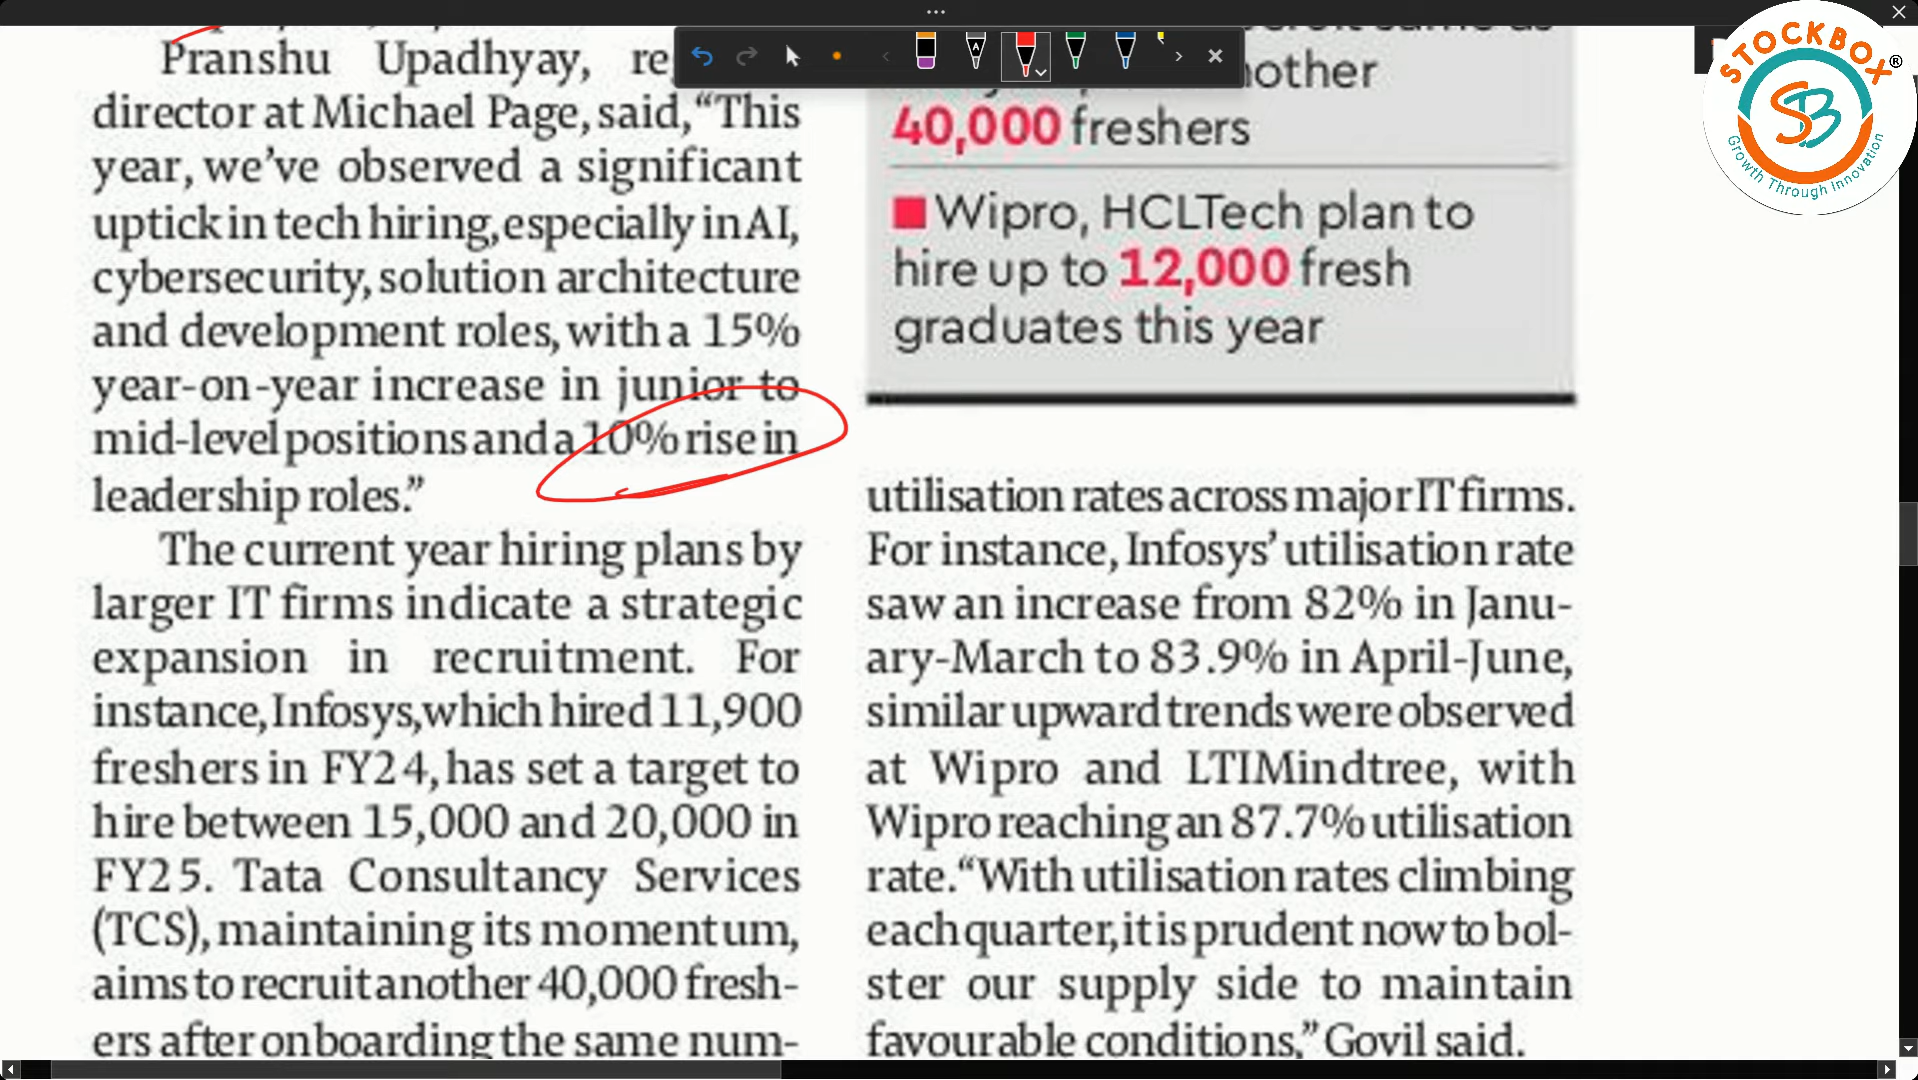 Pranshu Upadhyay,
director at Michael Page, said, “This
year, we’ve observed a significant
uptick in tech hiring, especially in AI,
cybersecurity, solution architecture
and development roles, with a 15%
year-on-year increase in junior to
mid-level positions and a 10% rise in
leadership roles.”
The current year hiring plans by
larger IT firms indicate a strategic
expansion in recruitment. For
instance, Infosys, which hired 11,900
freshers in FY24, has set a target to
hire between 15,000 and 20,000 in
FY25. Tata Consultancy Services
(TCS), maintaining its momentum,
aims to recruit another 40,000 fresh-
ers after onboarding the same num-
40,000 freshers
Wipro, HCLTech plan to
hire up to 12,000 fresh
graduates this year
utilisation rates across major IT firms.
For instance, Infosys’ utilisation rate
saw an increase from 82% in Janu-
ary-March to 83.9% in April-June,
similar upward trends were observed
at Wipro and LTIMindtree, with
Wipro reaching an 87.7% utilisation
rate. “With utilisation rates climbing
each quarter, it is prudent now to bol-
ster our supply side to maintain
favourable conditions,” Govil said.
STOCKBOX®
SB
Growth Through Innovation